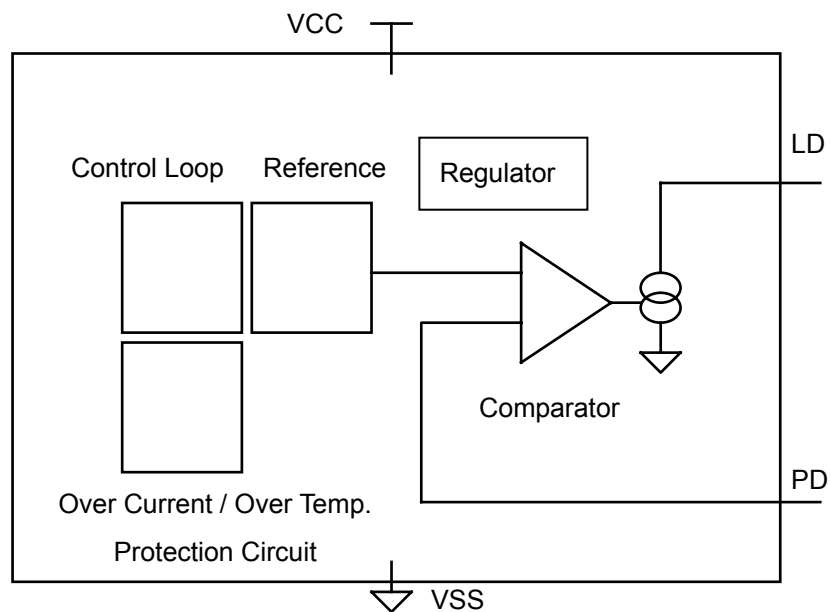 VCC
LD
Control Loop
Reference
Regulator
Comparator
PD
Over Current / Over Temp.
Protection Circuit
VSS